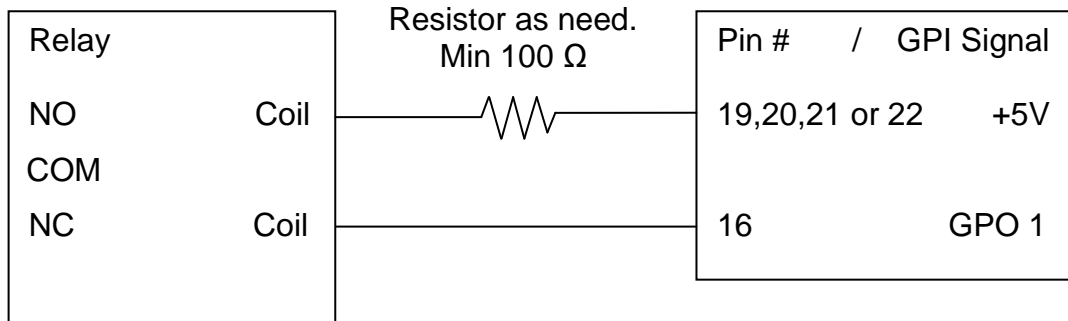 Relay
NO Coil
COM
NC Coil
Resistor as need.
Min 100 Ω
Pin # / GPI Signal
19,20,21 or 22 +5V
16 GPO 1